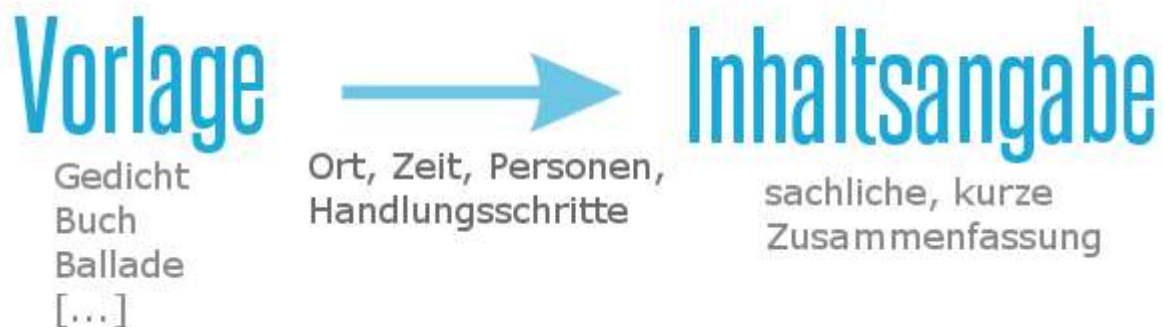 Vorlage
Gedicht
Buch
Ballade
[...]
Ort, Zeit, Personen,
Handlungsschritte
Inhaltsangabe
sachliche, kurze
Zusammenfassung